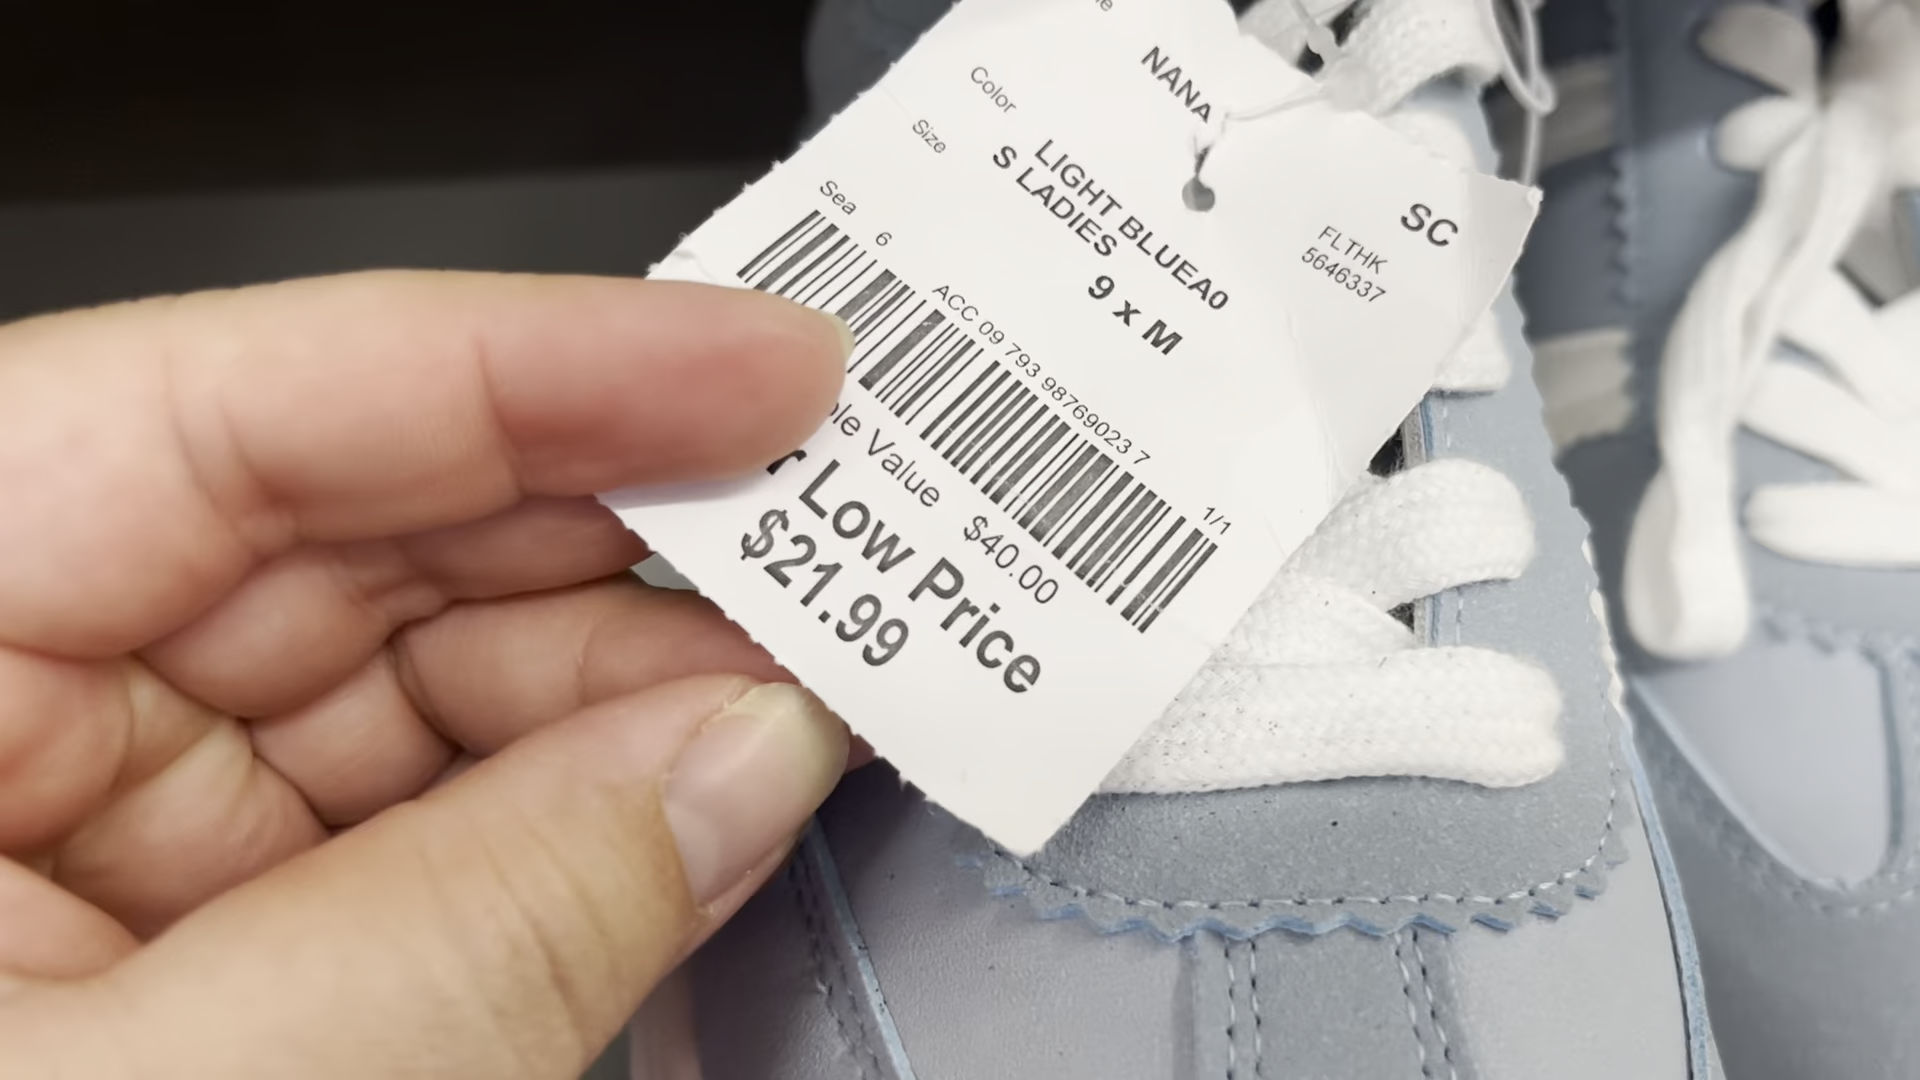 NANA
Color
LIGHT BLUEA0
Size
S LADIES
9 x M
SC
FLTHK
5646337
Sea 6
ACC 09 793 98769023 7
1/1
Value $40.00
Low Price
$21.99